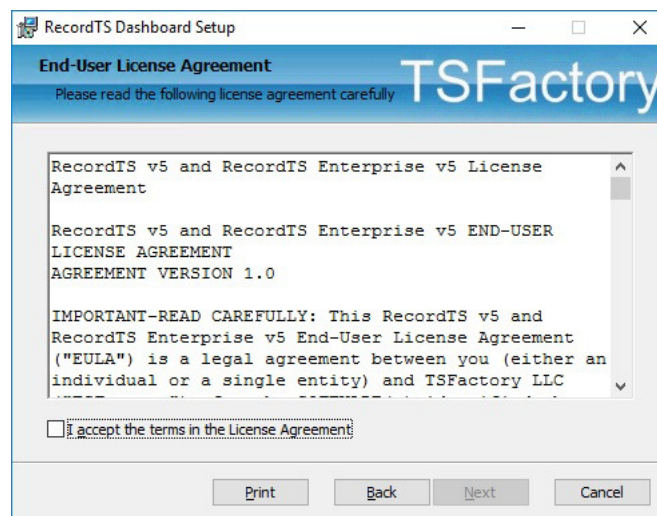 RecordTS Dashboard Setup
End-User License Agreement
Please read the following license agreement carefully
TSFactory
RecordTS v5 and RecordTS Enterprise v5 License
Agreement
RecordTS v5 and RecordTS Enterprise v5 END-USER
LICENSE AGREEMENT
AGREEMENT VERSION 1.0
IMPORTANT-READ CAREFULLY: This RecordTS v5 and
RecordTS Enterprise v5 End-User License Agreement
("EULA") is a legal agreement between you (either an
individual or a single entity) and TSFactory LLC
I accept the terms in the License Agreement
Print Back Next Cancel